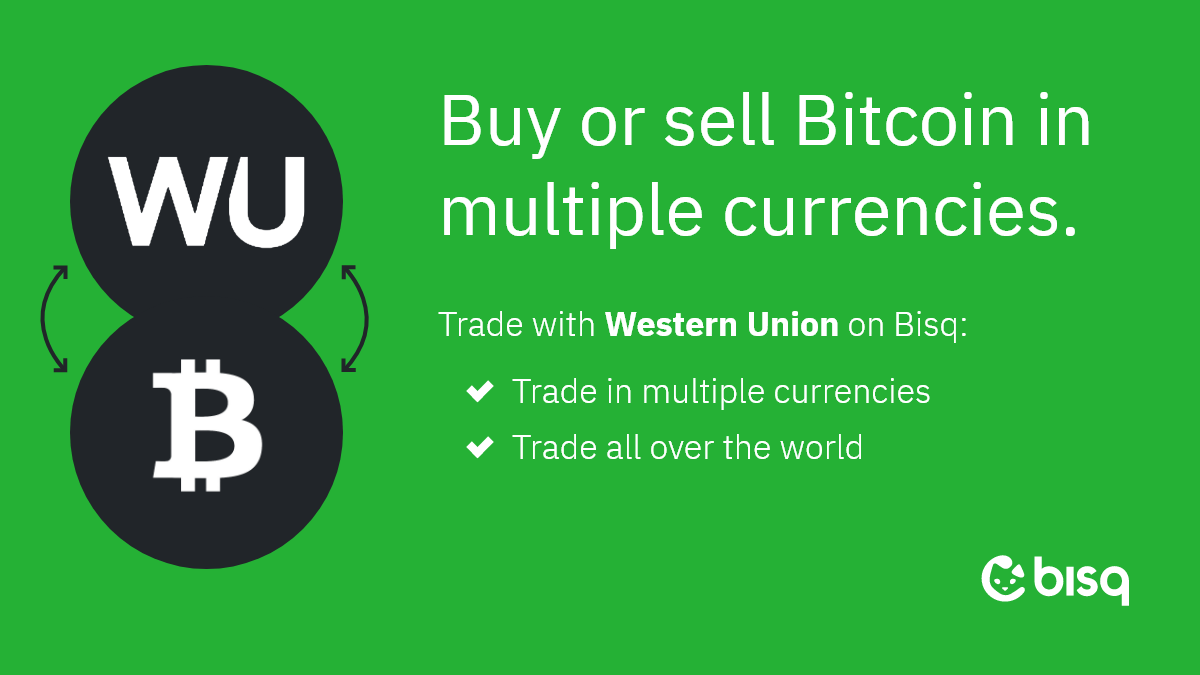 WU
Buy or sell Bitcoin in
multiple currencies.
Trade with Western Union on Bisq:
Trade in multiple currencies
Trade all over the world
bisq